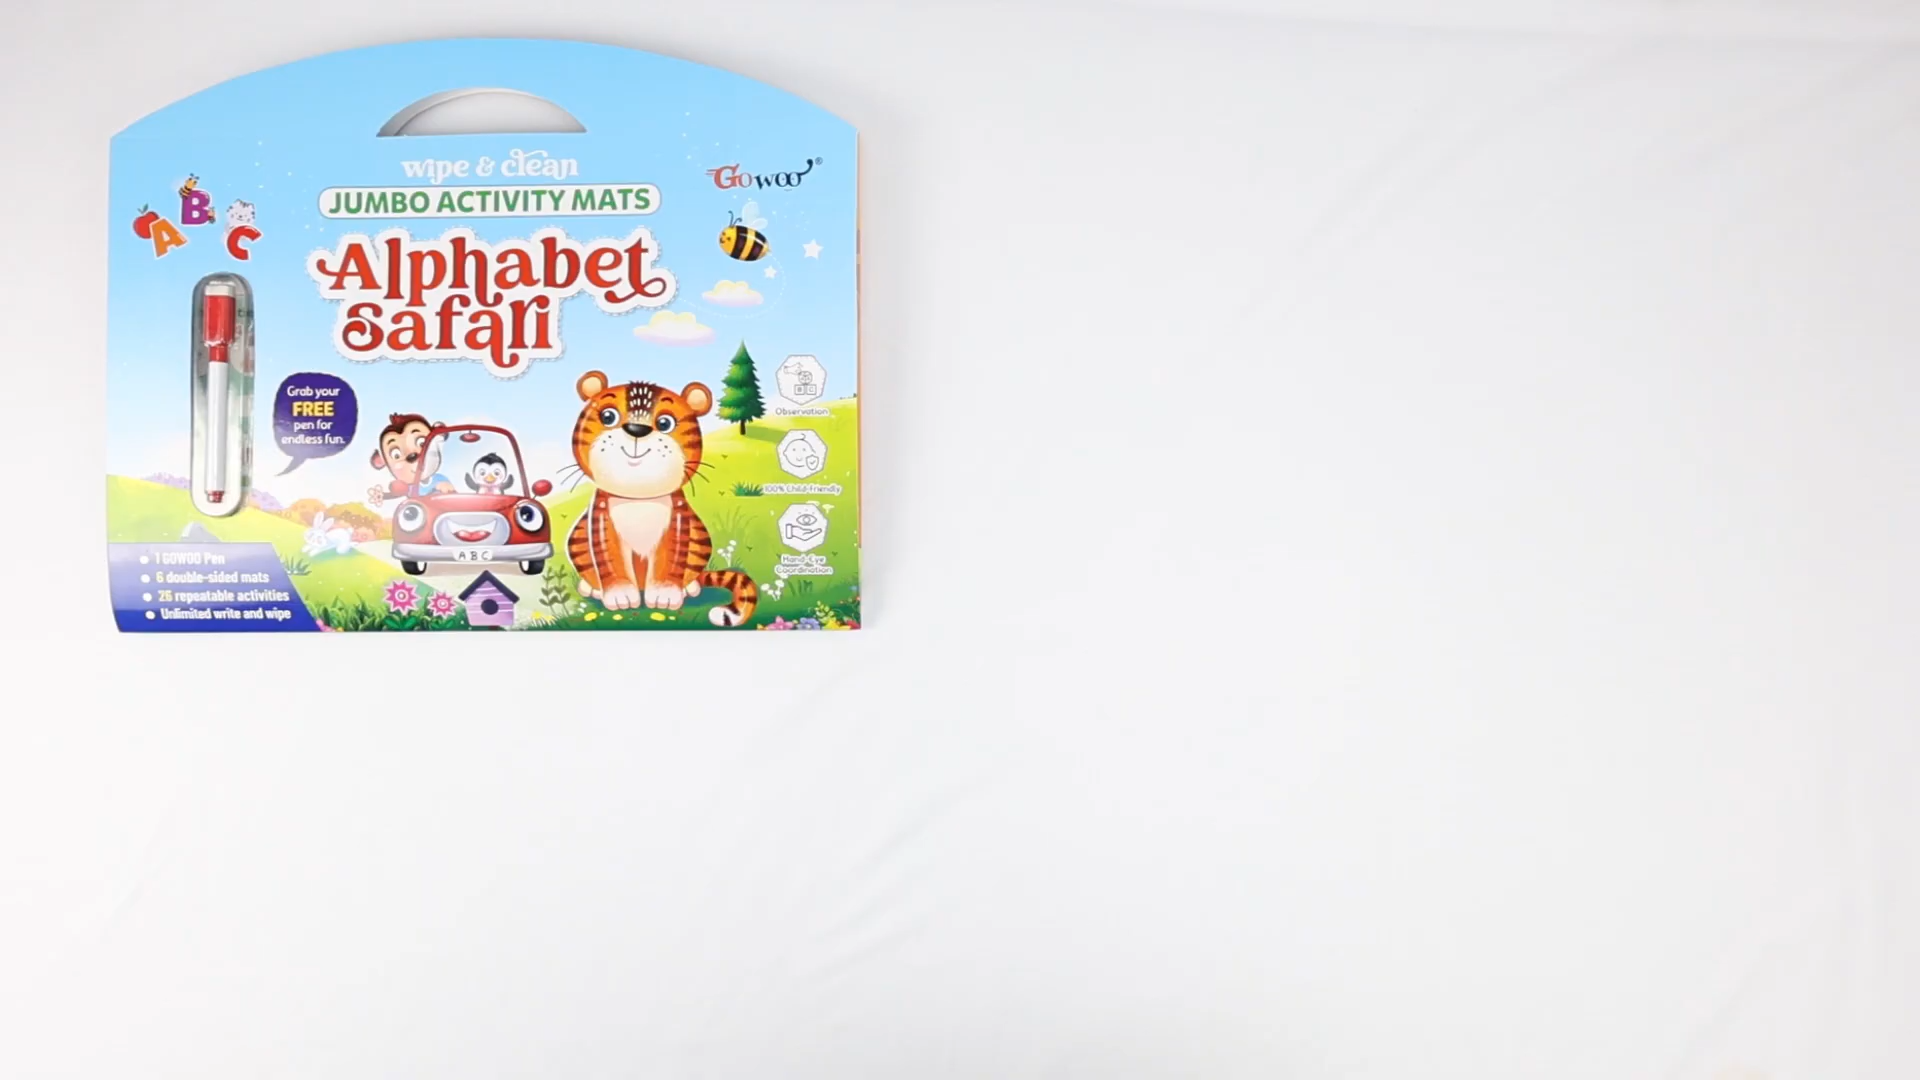 wipe & clean
JUMBO ACTIVITY MATS
Gowoo®
A B C
Alphabet
Safari
Grab your
FREE
pen for
endless fun.
Observation
100% Child-Friendly
Hand-Eye
Coordination
A B C
1 GOWOO Pen
6 double-sided mats
26 repeatable activities
Unlimited write and wipe